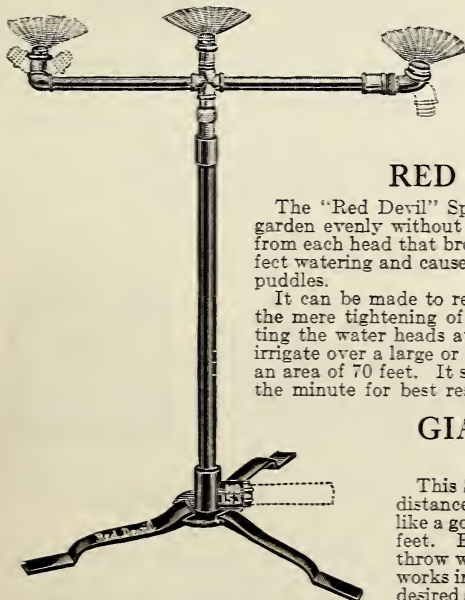 RED
The "Red Devil" Sp
garden evenly without
from each head that bre
fect watering and cause
puddles.
It can be made to re
the mere tightening of
ting the water heads a
irrigate over a large or
an area of 70 feet. It s
the minute for best re
GIA
This
distance
like a go
feet. E
throw w
works in
desired
153